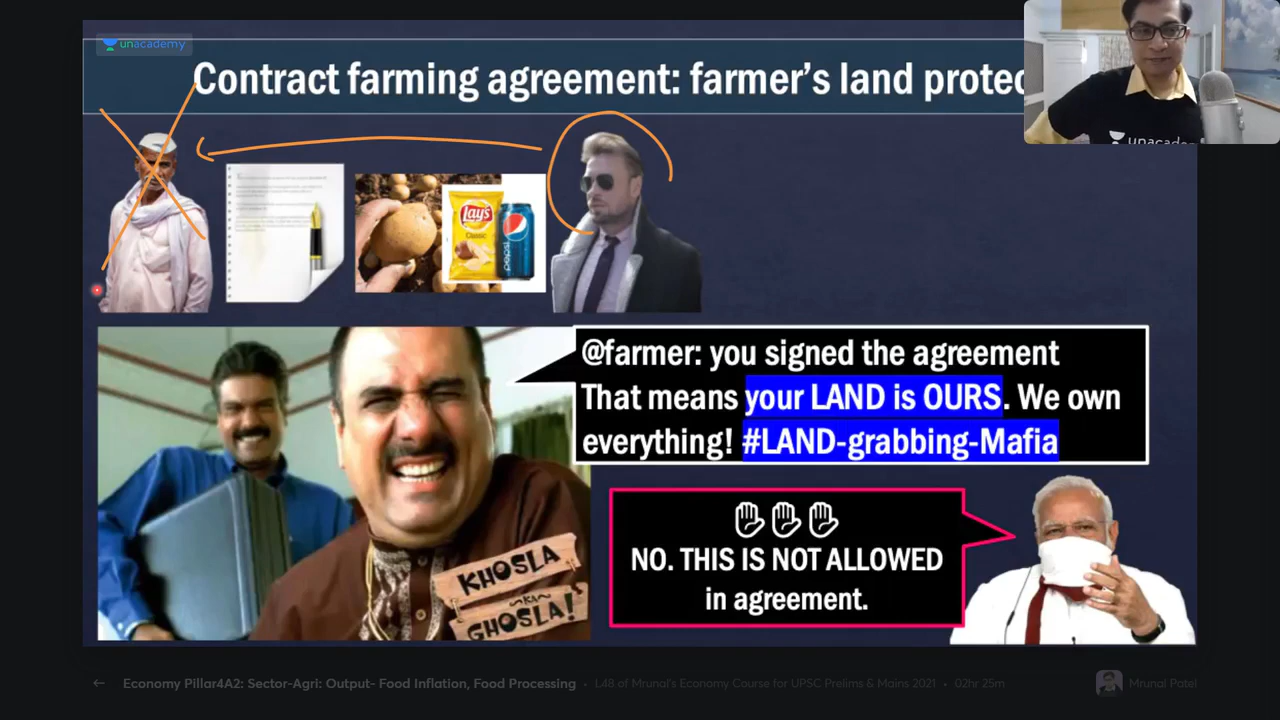 unacademy
Contract farming agreement: farmer's land protec
unacademy
Lay's
Classic
pepsi
@farmer: you signed the agreement
That means your LAND is OURS. We own
everything! #LAND-grabbing-Mafia
KHOSLA
KA
GHOSLA!
NO. THIS IS NOT ALLOWED
in agreement.
Economy Pillar4A2: Sector-Agri: Output- Food Inflation, Food Processing • L48 of Mrunal's Economy Course for UPSC Prelims & Mains 2021 • 02hr 25m
Mrunal Patel